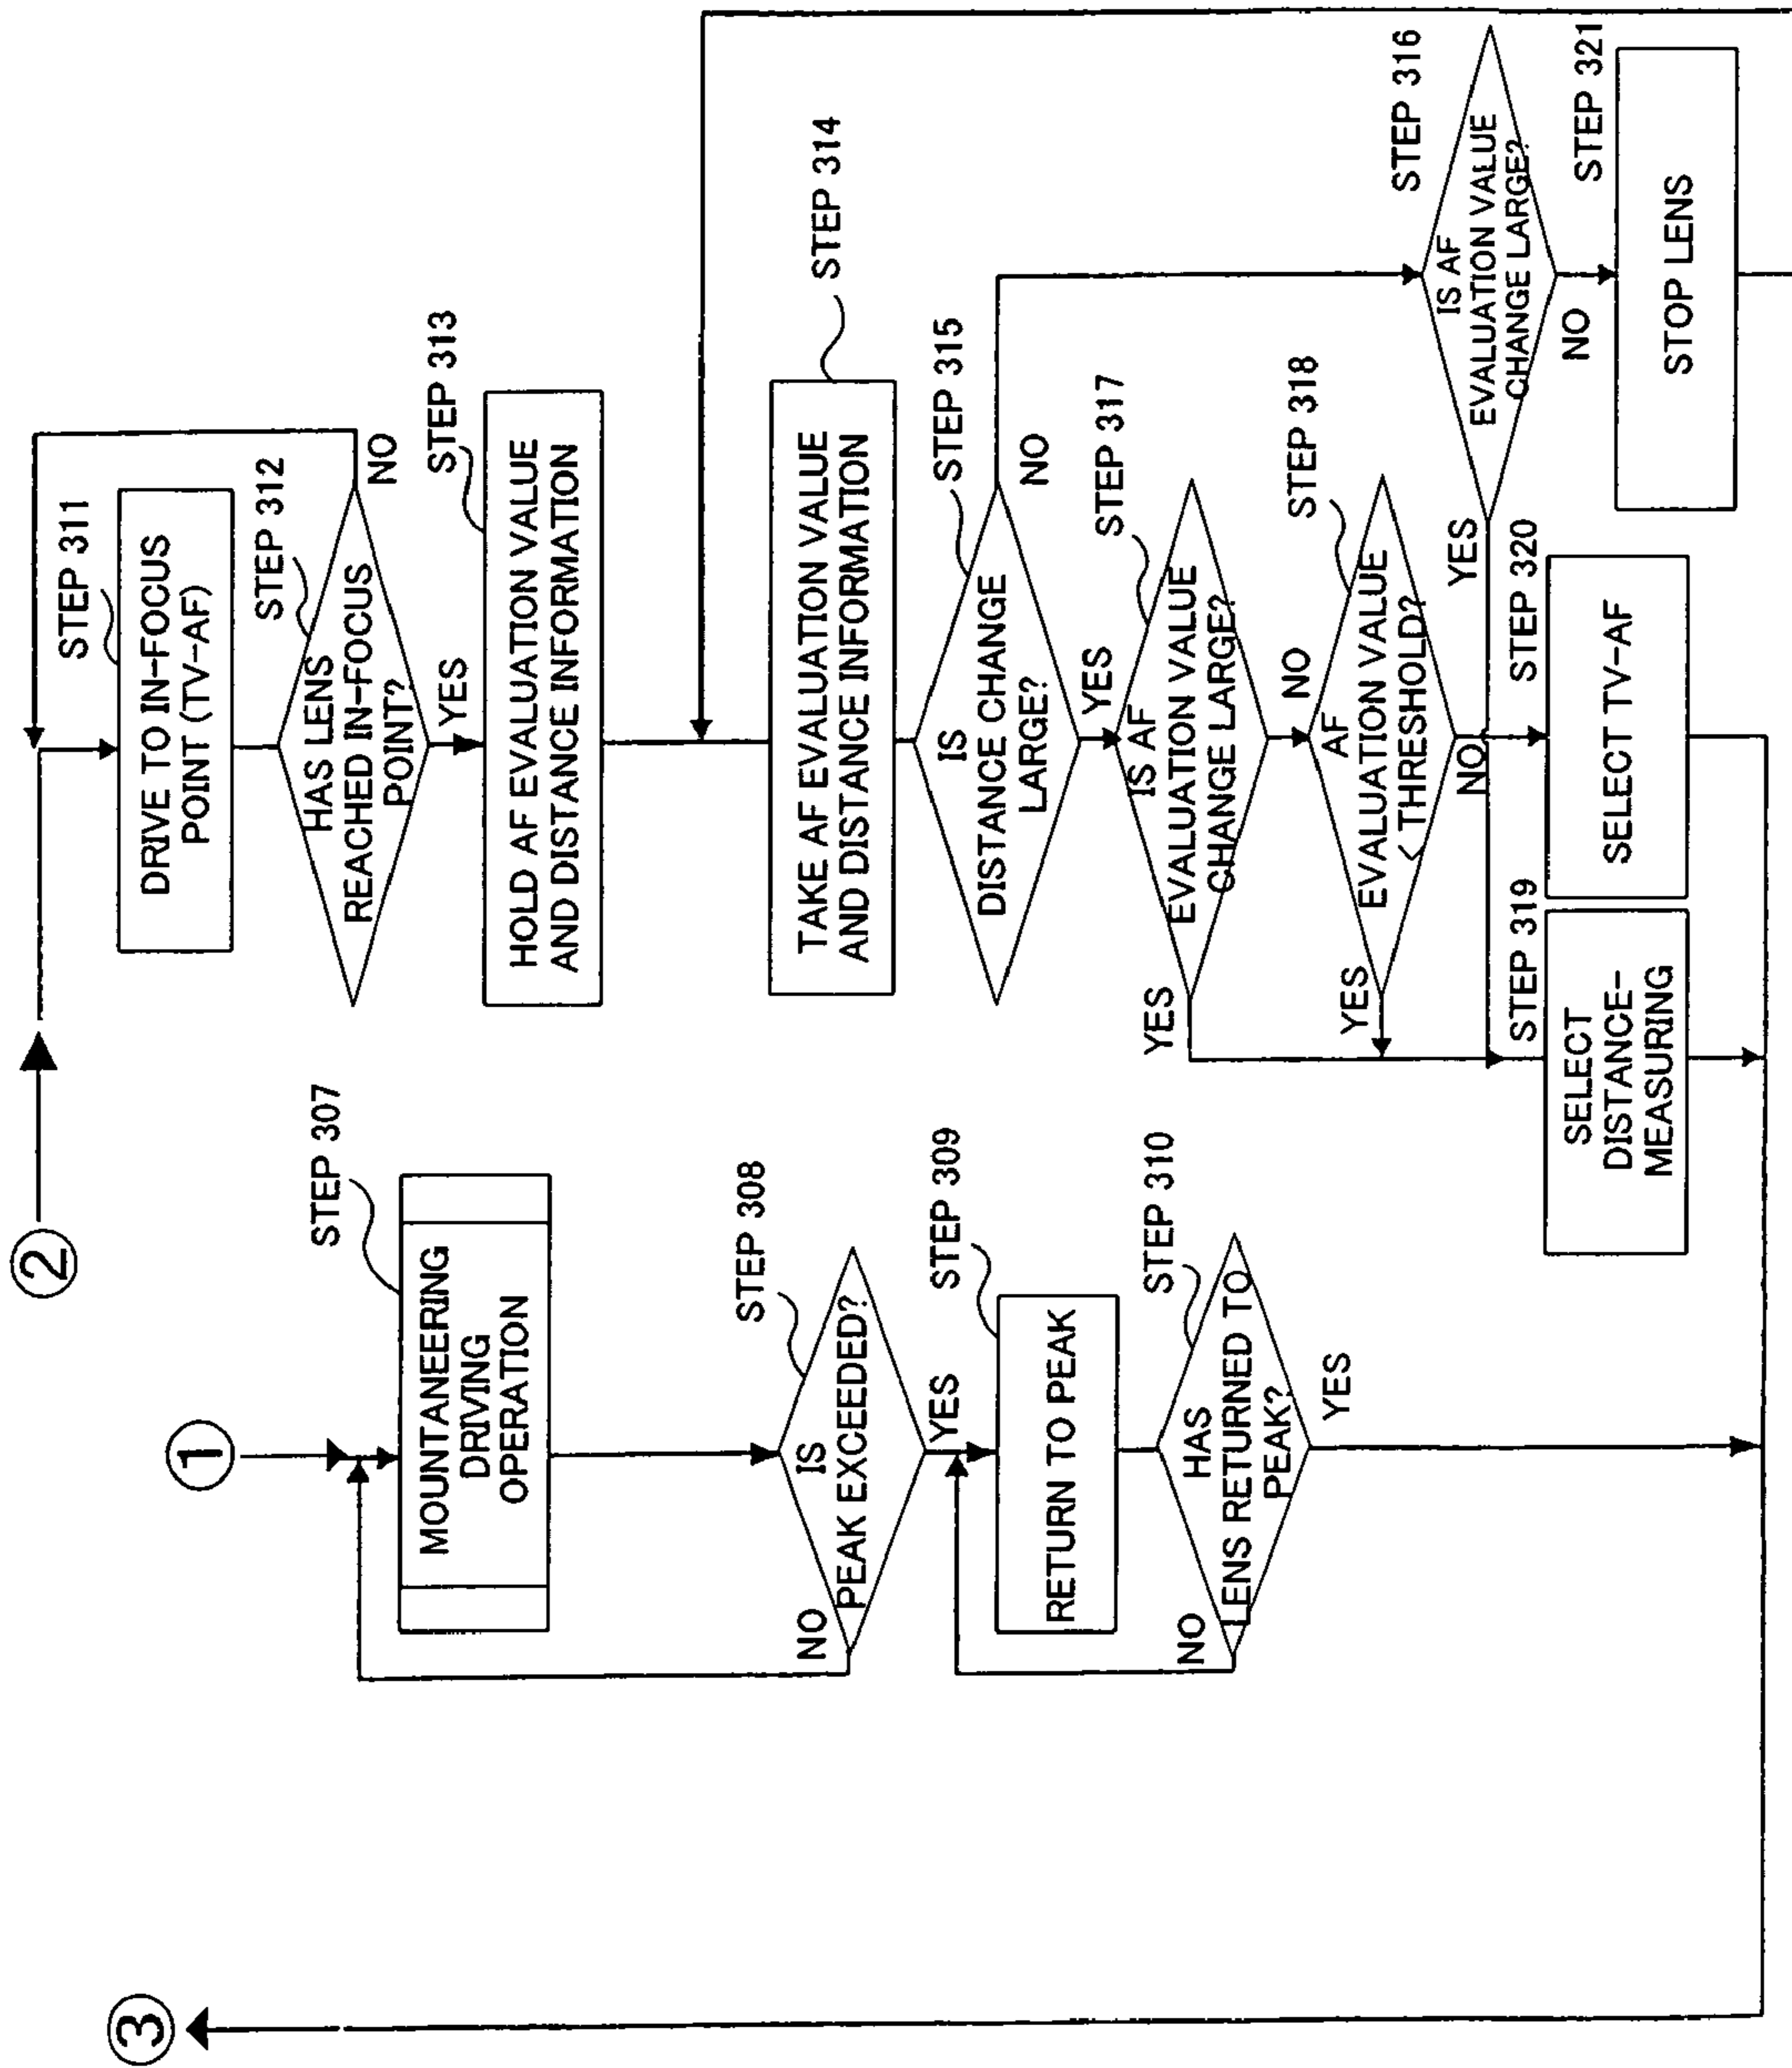 ③
①
②
STEP 307
MOUNTAINEERING
DRIVING
OPERATION
STEP 308
IS
PEAK EXCEEDED?
NO
YES
STEP 309
RETURN TO PEAK
STEP 310
HAS
LENS RETURNED TO
PEAK?
NO
YES
STEP 311
DRIVE TO IN-FOCUS
POINT (TV-AF)
STEP 312
HAS LENS
REACHED IN-FOCUS
POINT?
NO
YES
STEP 313
HOLD AF EVALUATION VALUE
AND DISTANCE INFORMATION
STEP 314
TAKE AF EVALUATION VALUE
AND DISTANCE INFORMATION
STEP 315
IS
DISTANCE CHANGE
LARGE?
NO
YES
STEP 317
IS AF
EVALUATION VALUE
CHANGE LARGE?
YES
NO
STEP 318
AF
EVALUATION VALUE
< THRESHOLD?
YES
NO
STEP 316
IS AF
EVALUATION VALUE
CHANGE LARGE?
YES
NO
STEP 319
SELECT
DISTANCE-
MEASURING
STEP 320
SELECT TV-AF
STEP 321
STOP LENS